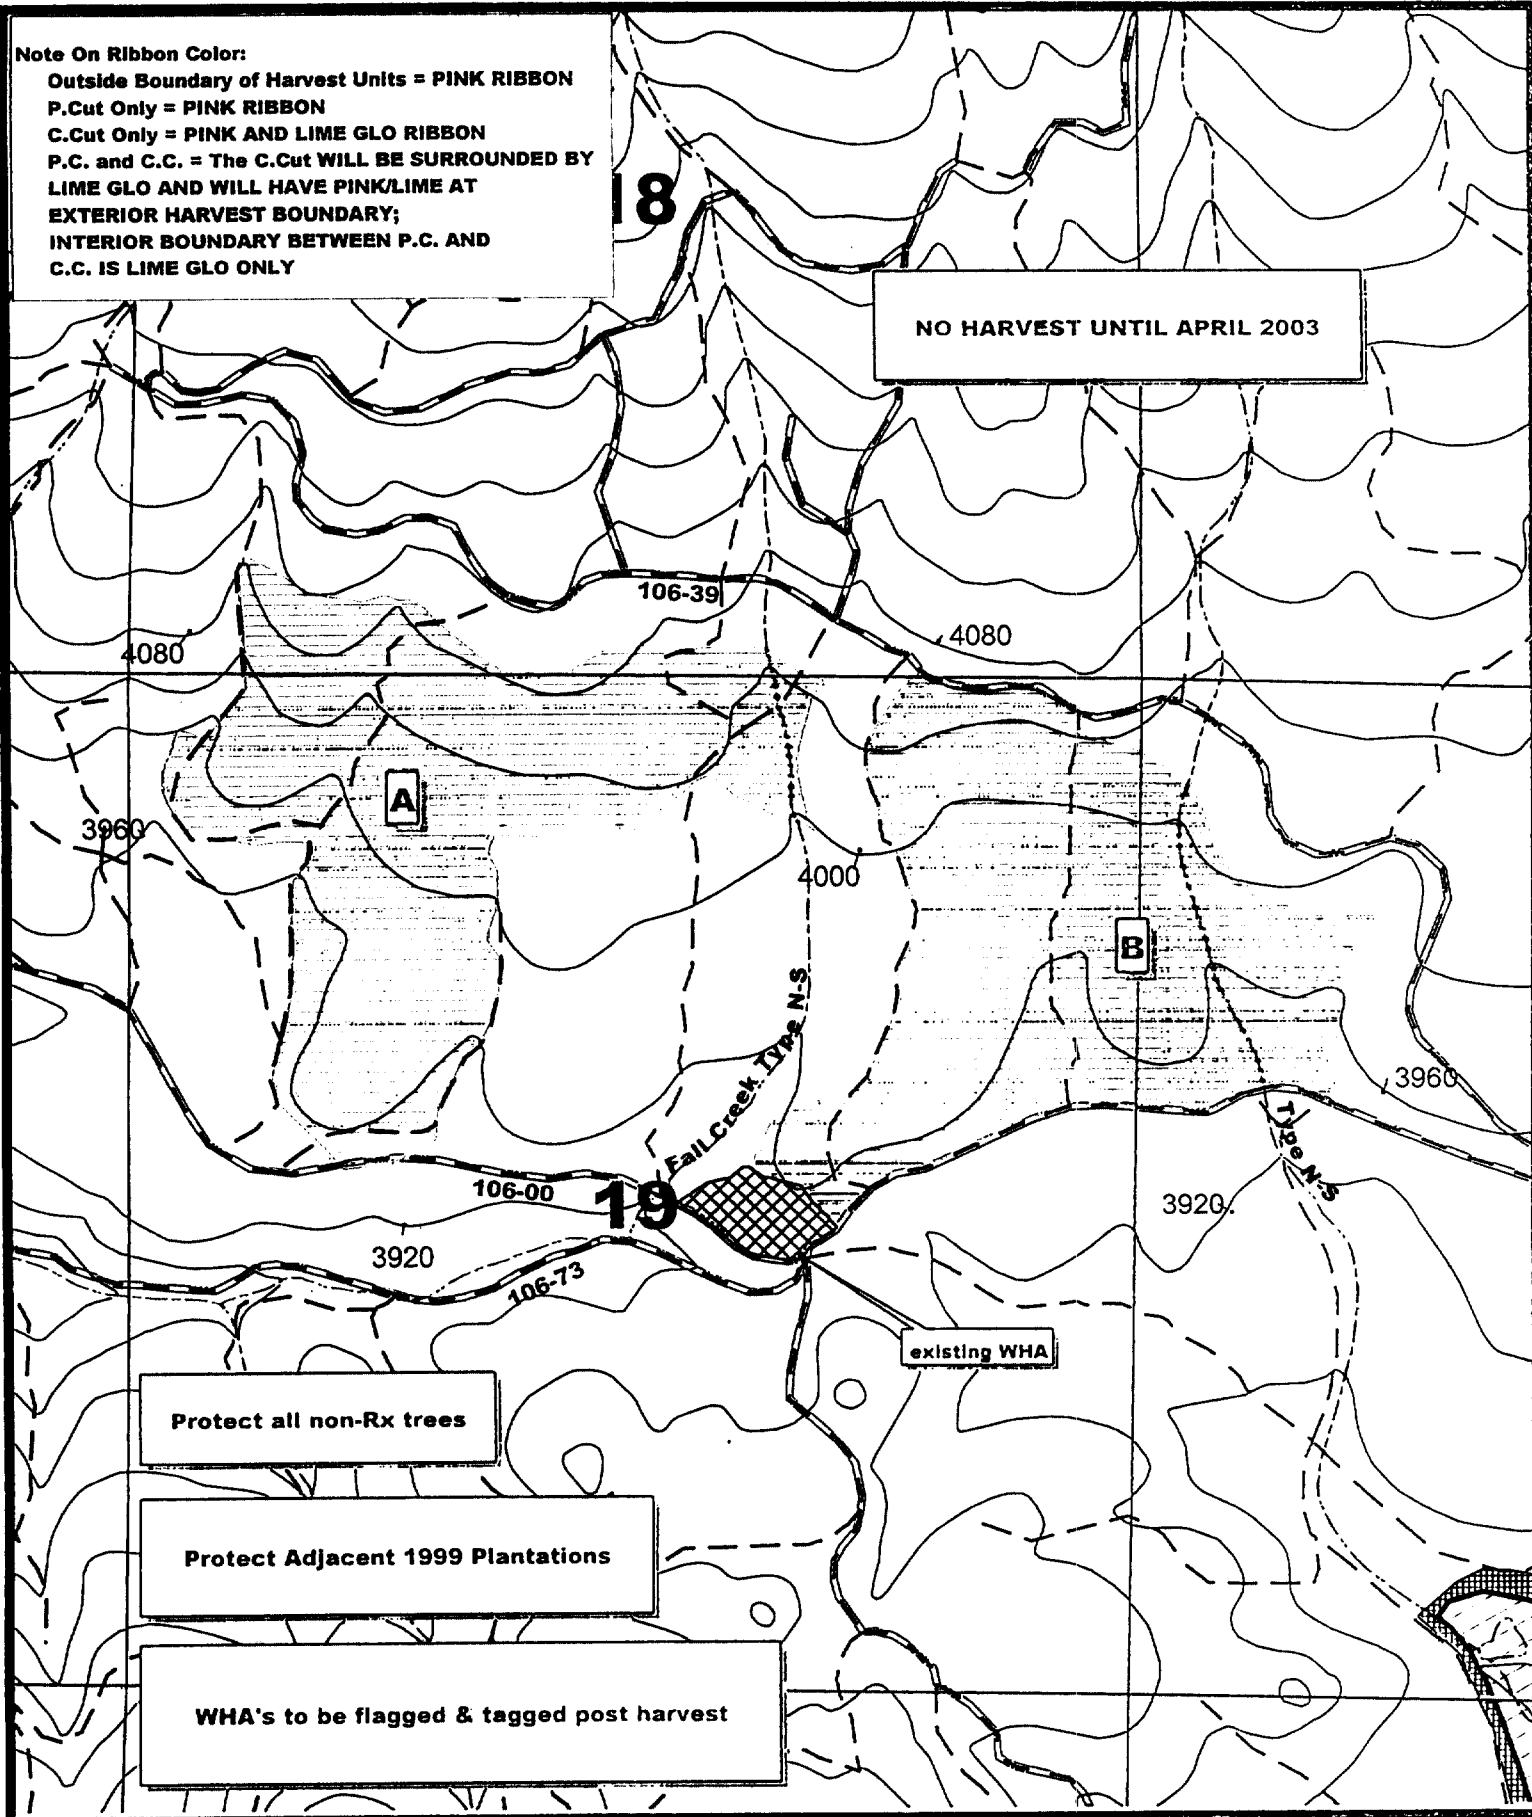 Note On Ribbon Color:
Outside Boundary of Harvest Units = PINK RIBBON
P.Cut Only = PINK RIBBON
C.Cut Only = PINK AND LIME GLO RIBBON
P.C. and C.C. = The C.Cut WILL BE SURROUNDED BY
LIME GLO AND WILL HAVE PINK/LIME AT
EXTERIOR HARVEST BOUNDARY;
INTERIOR BOUNDARY BETWEEN P.C. AND
C.C. IS LIME GLO ONLY
18
NO HARVEST UNTIL APRIL 2003
106-39
4080
4080
A
3960
4000
B
Fall Creek Type N-S
3960
Type N-S
106-00
19
3920
3920
106-73
existing WHA
Protect all non-Rx trees
Protect Adjacent 1999 Plantations
WHA's to be flagged & tagged post harvest